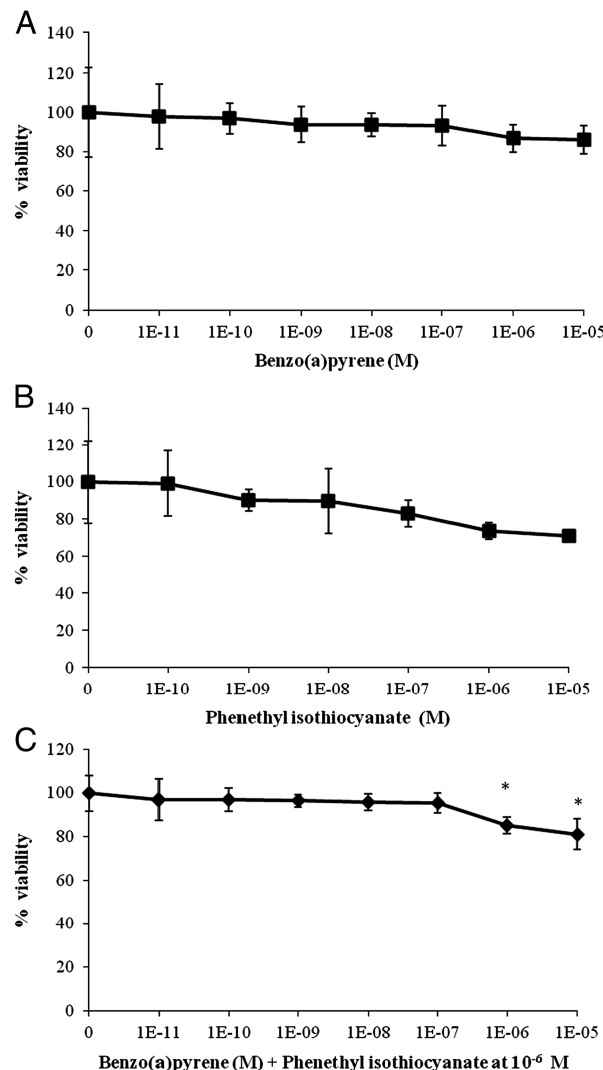 A
140
120
100
80
60
40
20
0
% viability
0 1E-11 1E-10 1E-09 1E-08 1E-07 1E-06 1E-05
Benzo(a)pyrene (M)
B
140
120
100
80
60
40
20
0
% viability
0 1E-10 1E-09 1E-08 1E-07 1E-06 1E-05
Phenethyl isothiocyanate (M)
C
120
100
80
60
40
20
0
% viability
* *
0 1E-11 1E-10 1E-09 1E-08 1E-07 1E-06 1E-05
Benzo(a)pyrene (M) + Phenethyl isothiocyanate at 10⁻⁶ M